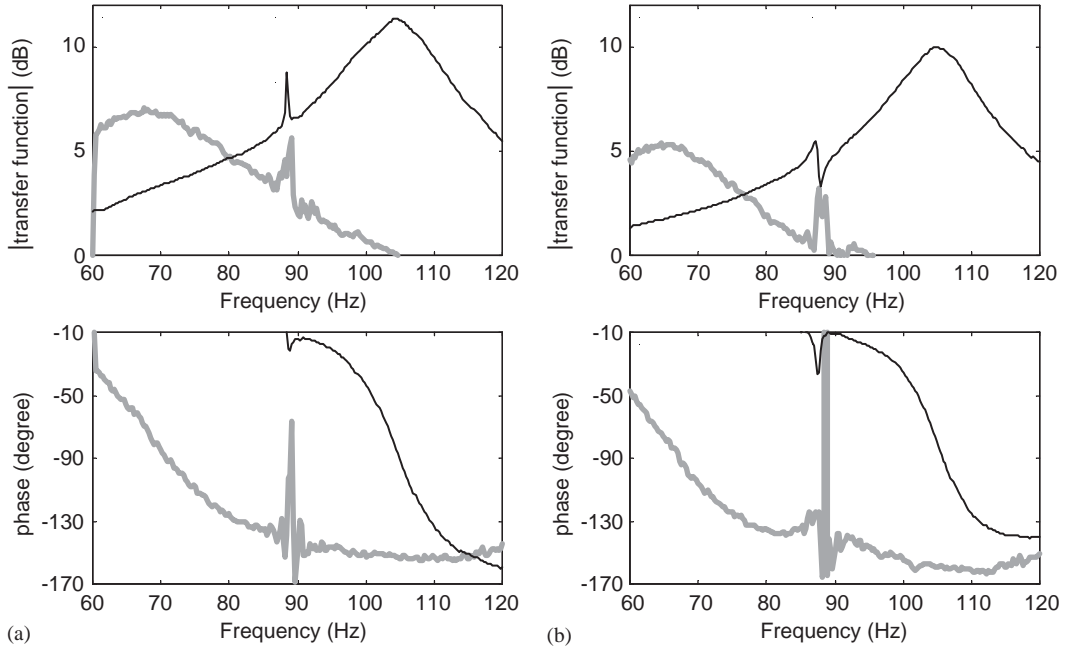 |transfer function| (dB)
10
5
0
60 70 80 90 100 110 120
Frequency (Hz)
|transfer function| (dB)
10
5
0
60 70 80 90 100 110 120
Frequency (Hz)
phase (degree)
-10
-50
-90
-130
-170
60 70 80 90 100 110 120
Frequency (Hz)
(a)
phase (degree)
-10
-50
-90
-130
-170
60 70 80 90 100 110 120
Frequency (Hz)
(b)